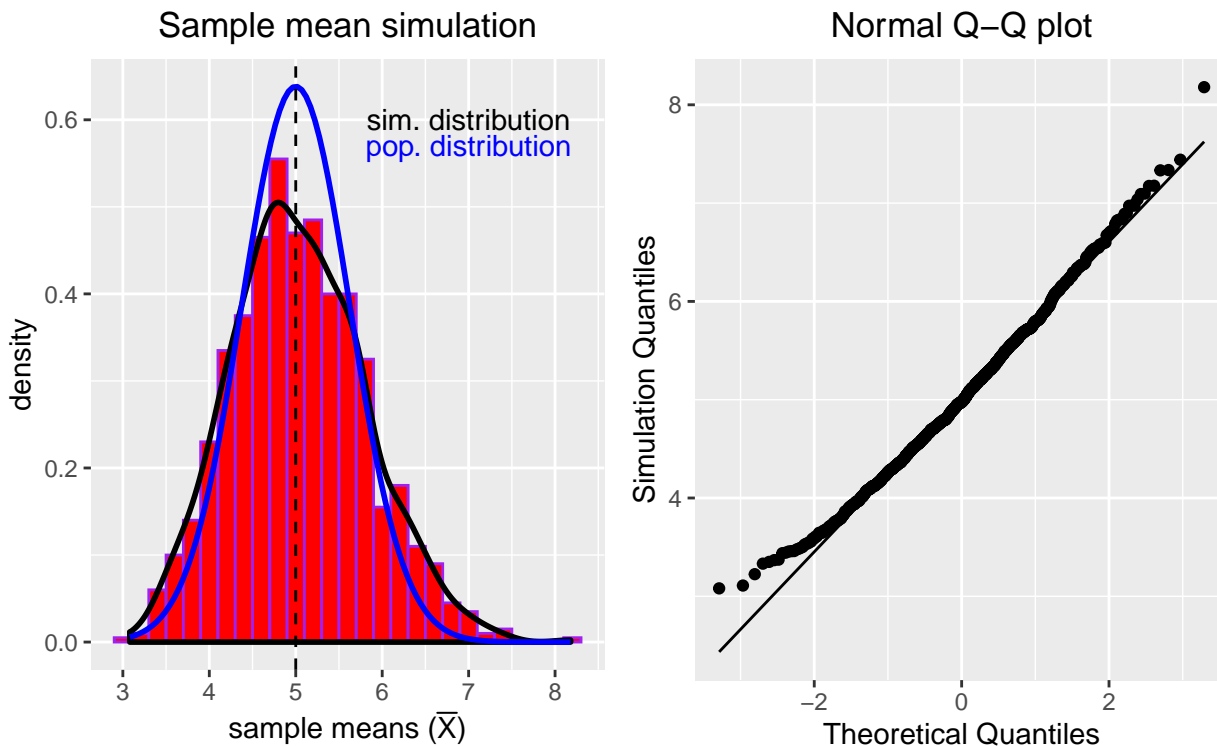 Sample mean simulation
sim. distribution
pop. distribution
density
0.6
0.4
0.2
0.0
3 4 5 6 7 8
sample means (X̅)
Normal Q−Q plot
Simulation Quantiles
8
6
4
−2 0 2
Theoretical Quantiles